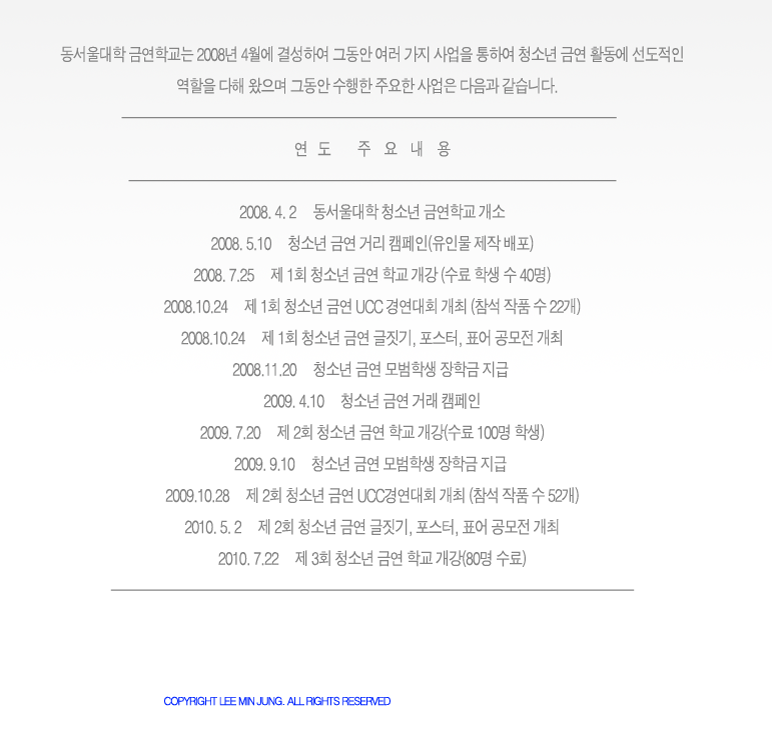 동서울대학 금연학교는 2008년 4월에 결성하여 그동안 여러 가지 사업을 통하여 청소년 금연 활동에 선도적인
역할을 다해 왔으며 그동안 수행한 주요한 사업은 다음과 같습니다.
연 도 주 요 내 용
2008. 4. 2 동서울대학 청소년 금연학교 개소
2008. 5.10 청소년 금연 거리 캠페인(유인물 제작 배포)
2008. 7.25 제 1회 청소년 금연 학교 개강 (수료 학생 수 40명)
2008.10.24 제 1회 청소년 금연 UCC 경연대회 개최 (참석 작품 수 22개)
2008.10.24 제 1회 청소년 금연 글짓기, 포스터, 표어 공모전 개최
2008.11.20 청소년 금연 모범학생 장학금 지급
2009. 4.10 청소년 금연 거래 캠페인
2009. 7.20 제 2회 청소년 금연 학교 개강(수료 100명 학생)
2009. 9.10 청소년 금연 모범학생 장학금 지급
2009.10.28 제 2회 청소년 금연 UCC경연대회 개최 (참석 작품 수 52개)
2010. 5. 2 제 2회 청소년 금연 글짓기, 포스터, 표어 공모전 개최
2010. 7.22 제 3회 청소년 금연 학교 개강(80명 수료)
COPYRIGHT LEE MIN JUNG. ALL RIGHTS RESERVED